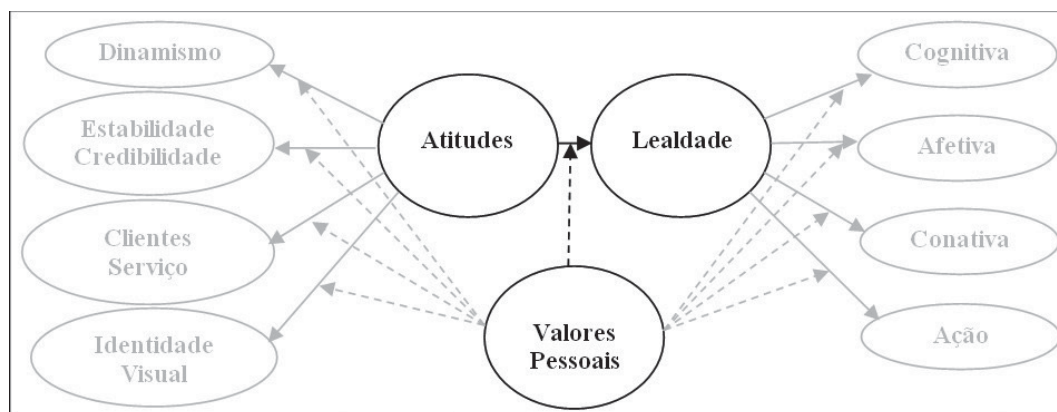 Dinamismo
Estabilidade
Credibilidade
Clientes
Serviço
Identidade
Visual
Atitudes
Lealdade
Valores
Pessoais
Cognitiva
Afetiva
Conativa
Ação